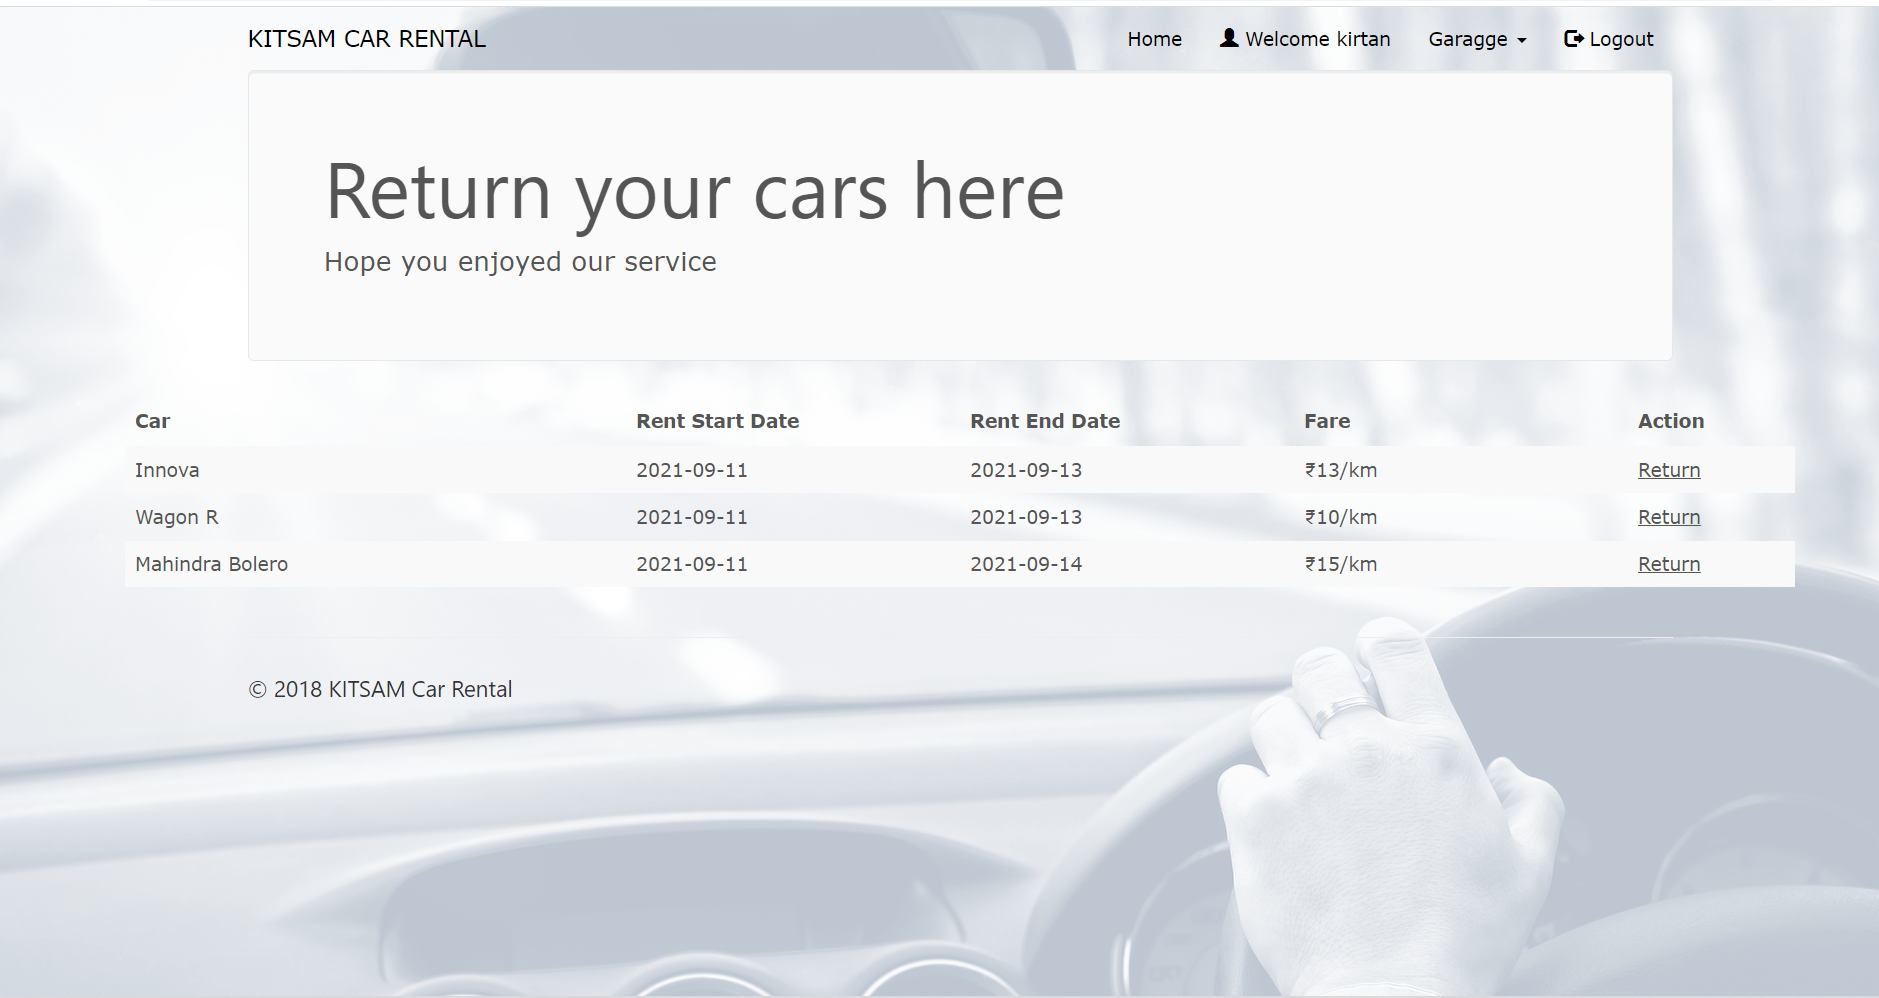 KITSAM CAR RENTAL Home Welcome kirtan Garagge Logout
Return your cars here
Hope you enjoyed our service
Car Rent Start Date Rent End Date Fare Action
Innova 2021-09-11 2021-09-13 ₹13/km Return
Wagon R 2021-09-11 2021-09-13 ₹10/km Return
Mahindra Bolero 2021-09-11 2021-09-14 ₹15/km Return
© 2018 KITSAM Car Rental